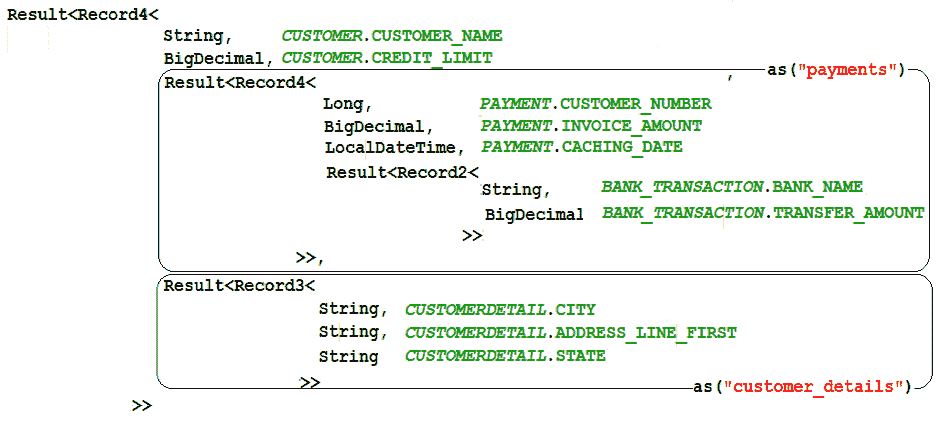 Result<Record4<
String, CUSTOMER.CUSTOMER_NAME
BigDecimal, CUSTOMER.CREDIT_LIMIT
, as("payments")
Result<Record4<
Long, PAYMENT.CUSTOMER_NUMBER
BigDecimal, PAYMENT.INVOICE_AMOUNT
LocalDateTime, PAYMENT.CACHING_DATE
Result<Record2<
String, BANK_TRANSACTION.BANK_NAME
BigDecimal BANK_TRANSACTION.TRANSFER_AMOUNT
>>
>>,
Result<Record3<
String, CUSTOMERDETAIL.CITY
String, CUSTOMERDETAIL.ADDRESS_LINE_FIRST
String CUSTOMERDETAIL.STATE
>>
as("customer_details")
>>